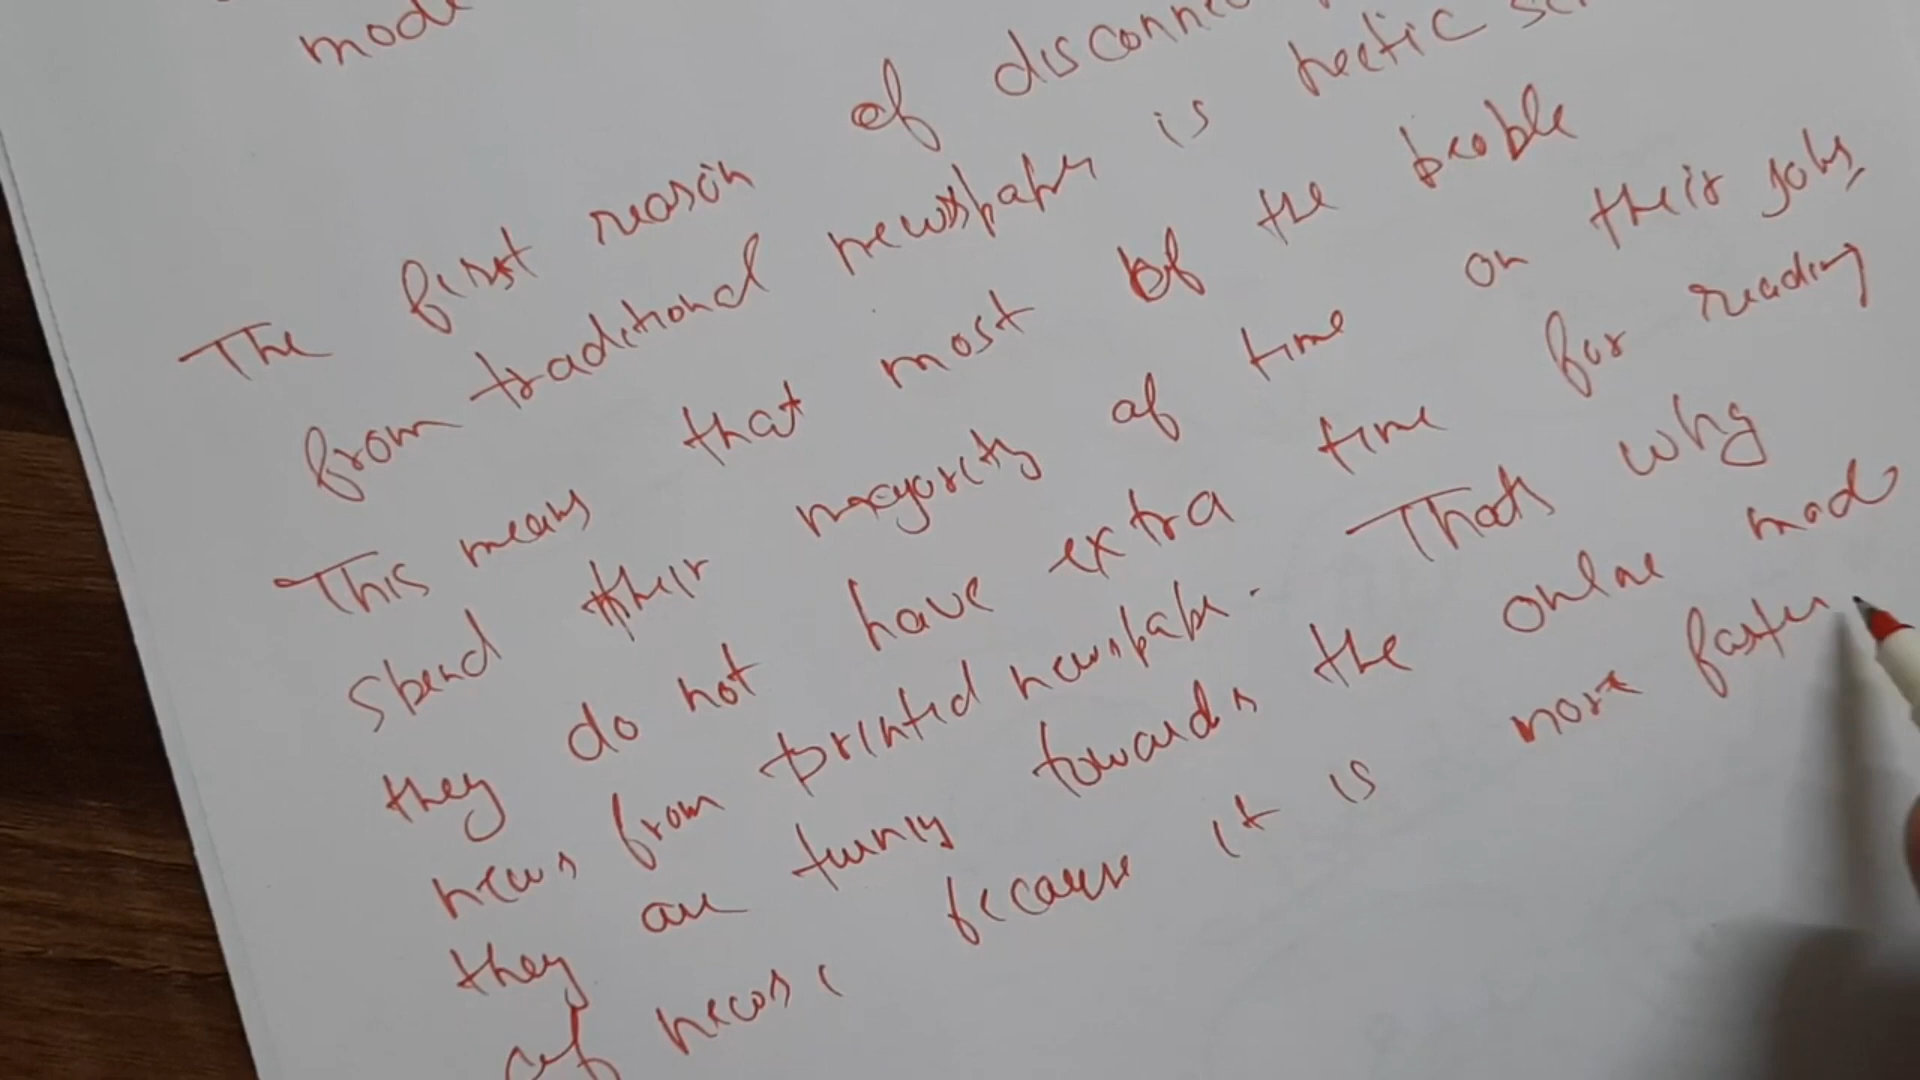 mode
The first reason of disconne
from traditional newspaper is hectic sc
This means that most of the people
spend their majority of time on their jobs,
they do not have extra time for reading
news from printed newspaper. That's why
they are turning towards the online mode
of news, because it is more faster